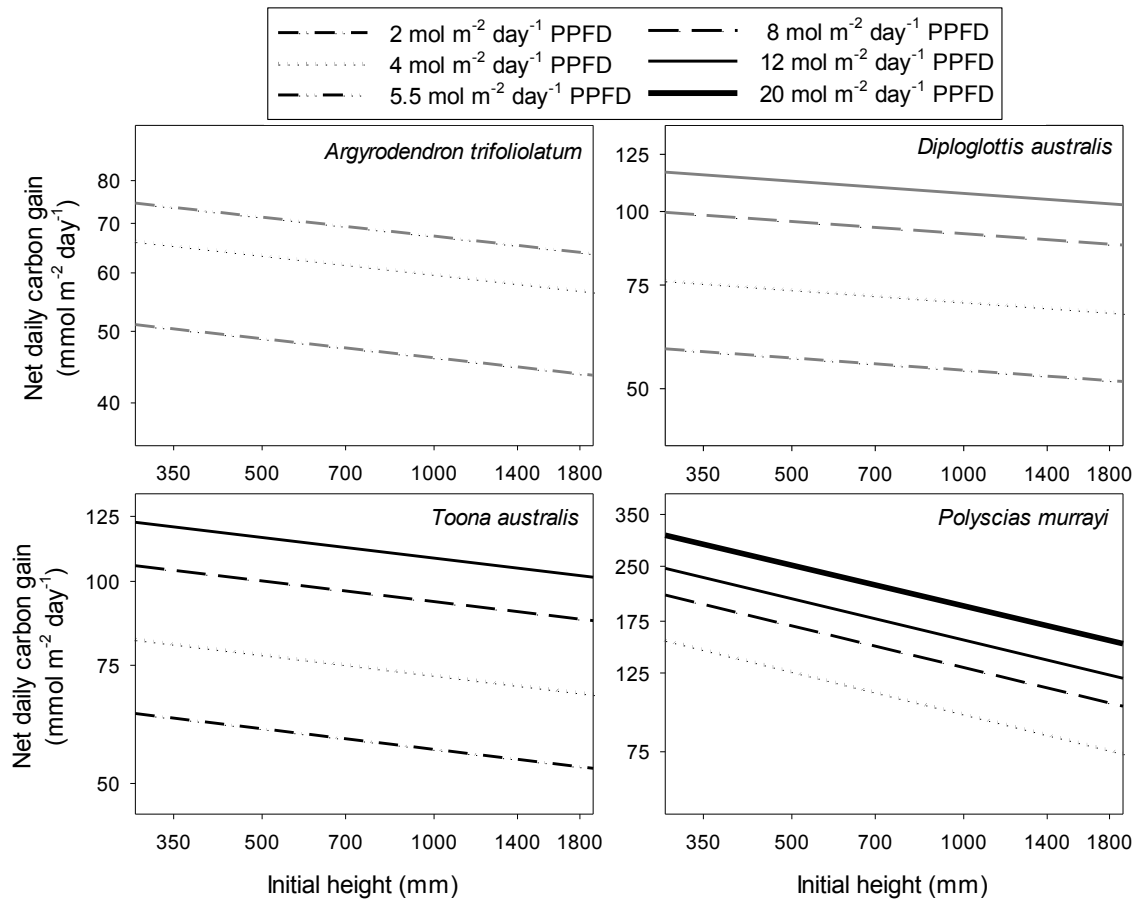 2 mol m⁻² day⁻¹ PPFD
4 mol m⁻² day⁻¹ PPFD
5.5 mol m⁻² day⁻¹ PPFD
8 mol m⁻² day⁻¹ PPFD
12 mol m⁻² day⁻¹ PPFD
20 mol m⁻² day⁻¹ PPFD
Argyrodendron trifoliolatum
Net daily carbon gain
(mmol m⁻² day⁻¹)
80
70
60
50
40
350 500 700 1000 1400 1800
Diploglottis australis
125
100
75
50
350 500 700 1000 1400 1800
Toona australis
Net daily carbon gain
(mmol m⁻² day⁻¹)
125
100
75
50
350 500 700 1000 1400 1800
Initial height (mm)
Polyscias murrayi
350
250
175
125
75
350 500 700 1000 1400 1800
Initial height (mm)